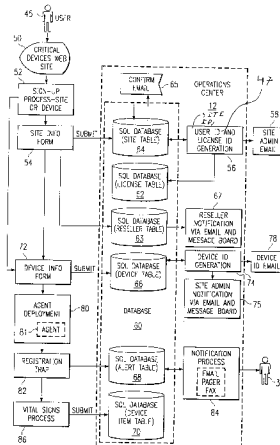 45
USER
50
CRITICAL
DEVICES WEB
SITE
52
SIGN-UP
PROCESS-SITE
OR DEVICE
SITE INFO
FORM
54
SUBMIT
CONFIRM
EMAIL
65
OPERATIONS
CENTER
12
47
SQL DATABASE
(SITE TABLE)
64
USER ID AND
LICENSE ID
GENERATION
56
58
SITE
ADMIN
EMAIL
SQL DATABASE
(LICENSE TABLE)
62
SQL DATABASE
(RESELLER TABLE)
63
67
RESELLER
NOTIFICATION
VIA EMAIL AND
MESSAGE BOARD
72
DEVICE INFO
FORM
SUBMIT
SQL DATABASE
(DEVICE TABLE)
66
DEVICE ID
GENERATION
74
78
DEVICE
ID EMAIL
SITE ADMIN
NOTIFICATION
VIA EMAIL AND
MESSAGE BOARD
75
AGENT
DEPLOYMENT
80
81
AGENT
DATABASE
60
REGISTRATION
TRAP
82
SQL DATABASE
(ALERT TABLE)
68
NOTIFICATION
PROCESS
EMAIL
PAGER
FAX
84
3
VITAL SIGNS
PROCESS
86
SUBMIT
SQL DATABASE
(DEVICE
ITEM TABLE)
70